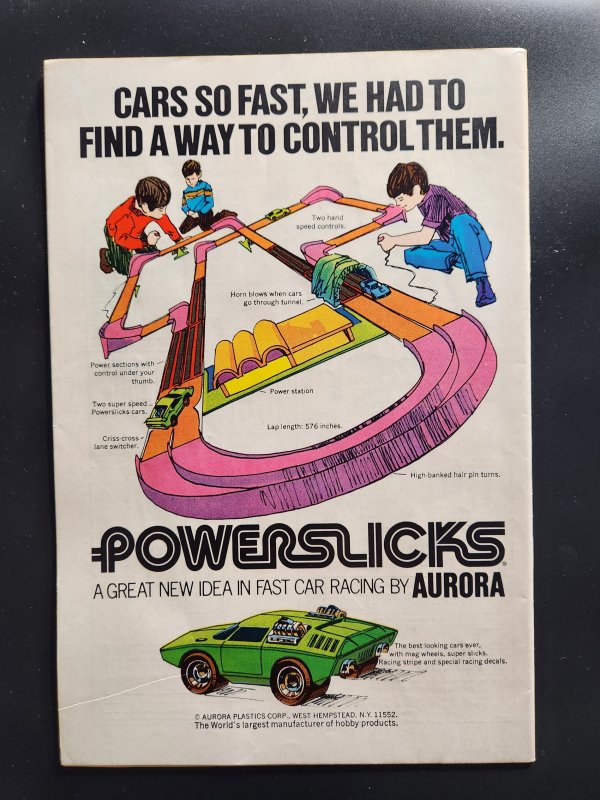 CARS SO FAST, WE HAD TO
FIND A WAY TO CONTROL THEM.
Two hand
speed controls.
Horn blows when cars
go through tunnel.
Power sections with
control under your
thumb.
Power station
Two super speed
Powerslicks cars.
Lap length: 576 inches.
Criss-cross
lane switcher.
High-banked hair pin turns.
POWERSLICKS®
A GREAT NEW IDEA IN FAST CAR RACING BY AURORA
The best looking cars ever,
with mag wheels, super slicks.
Racing stripe and special racing decals.
© AURORA PLASTICS CORP., WEST HEMPSTEAD, N.Y. 11552.
The World's largest manufacturer of hobby products.